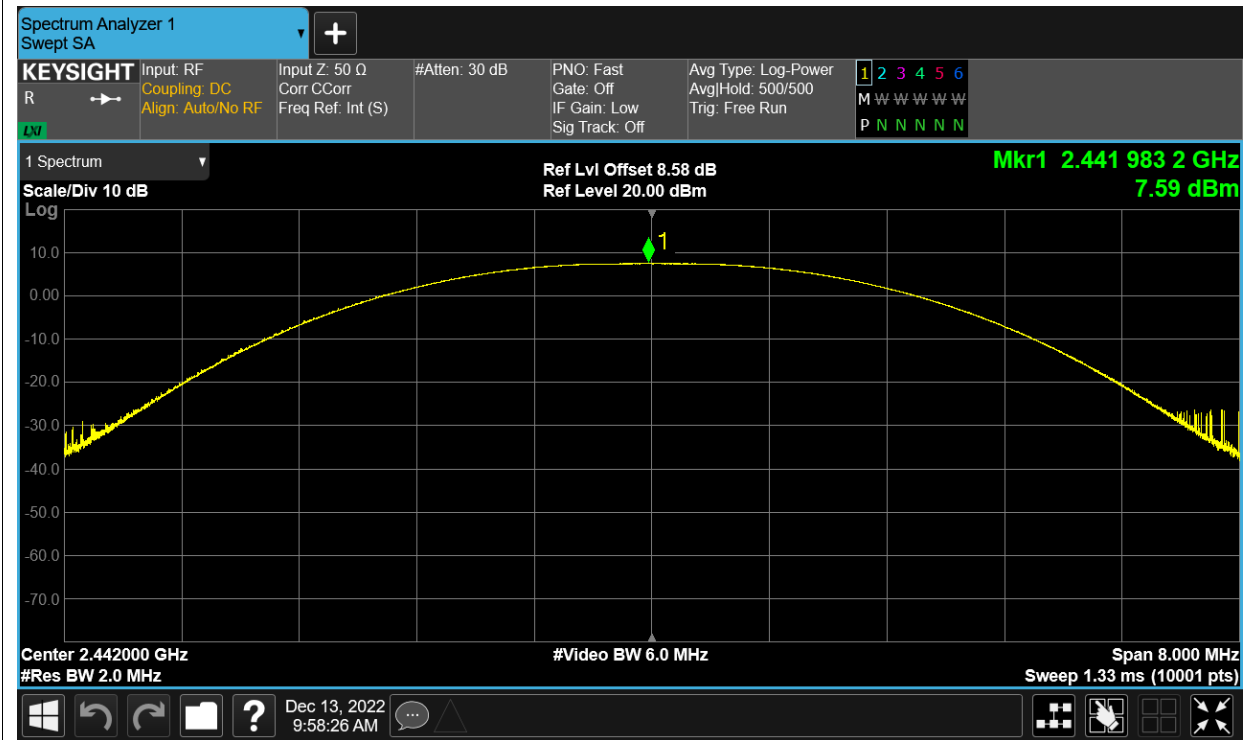 Spectrum Analyzer 1
Swept SA
KEYSIGHT
R
LXI
Input: RF
Coupling: DC
Align: Auto/No RF
Input Z: 50 Ω
Corr CCorr
Freq Ref: Int (S)
#Atten: 30 dB
PNO: Fast
Gate: Off
IF Gain: Low
Sig Track: Off
Avg Type: Log-Power
Avg|Hold: 500/500
Trig: Free Run
1 2 3 4 5 6
M W W W W W
P N N N N N
1 Spectrum
Scale/Div 10 dB
Ref Lvl Offset 8.58 dB
Ref Level 20.00 dBm
Mkr1 2.441 983 2 GHz
7.59 dBm
Log
1
10.0
0.00
-10.0
-20.0
-30.0
-40.0
-50.0
-60.0
-70.0
Center 2.442000 GHz
#Res BW 2.0 MHz
#Video BW 6.0 MHz
Span 8.000 MHz
Sweep 1.33 ms (10001 pts)
?
Dec 13, 2022
9:58:26 AM